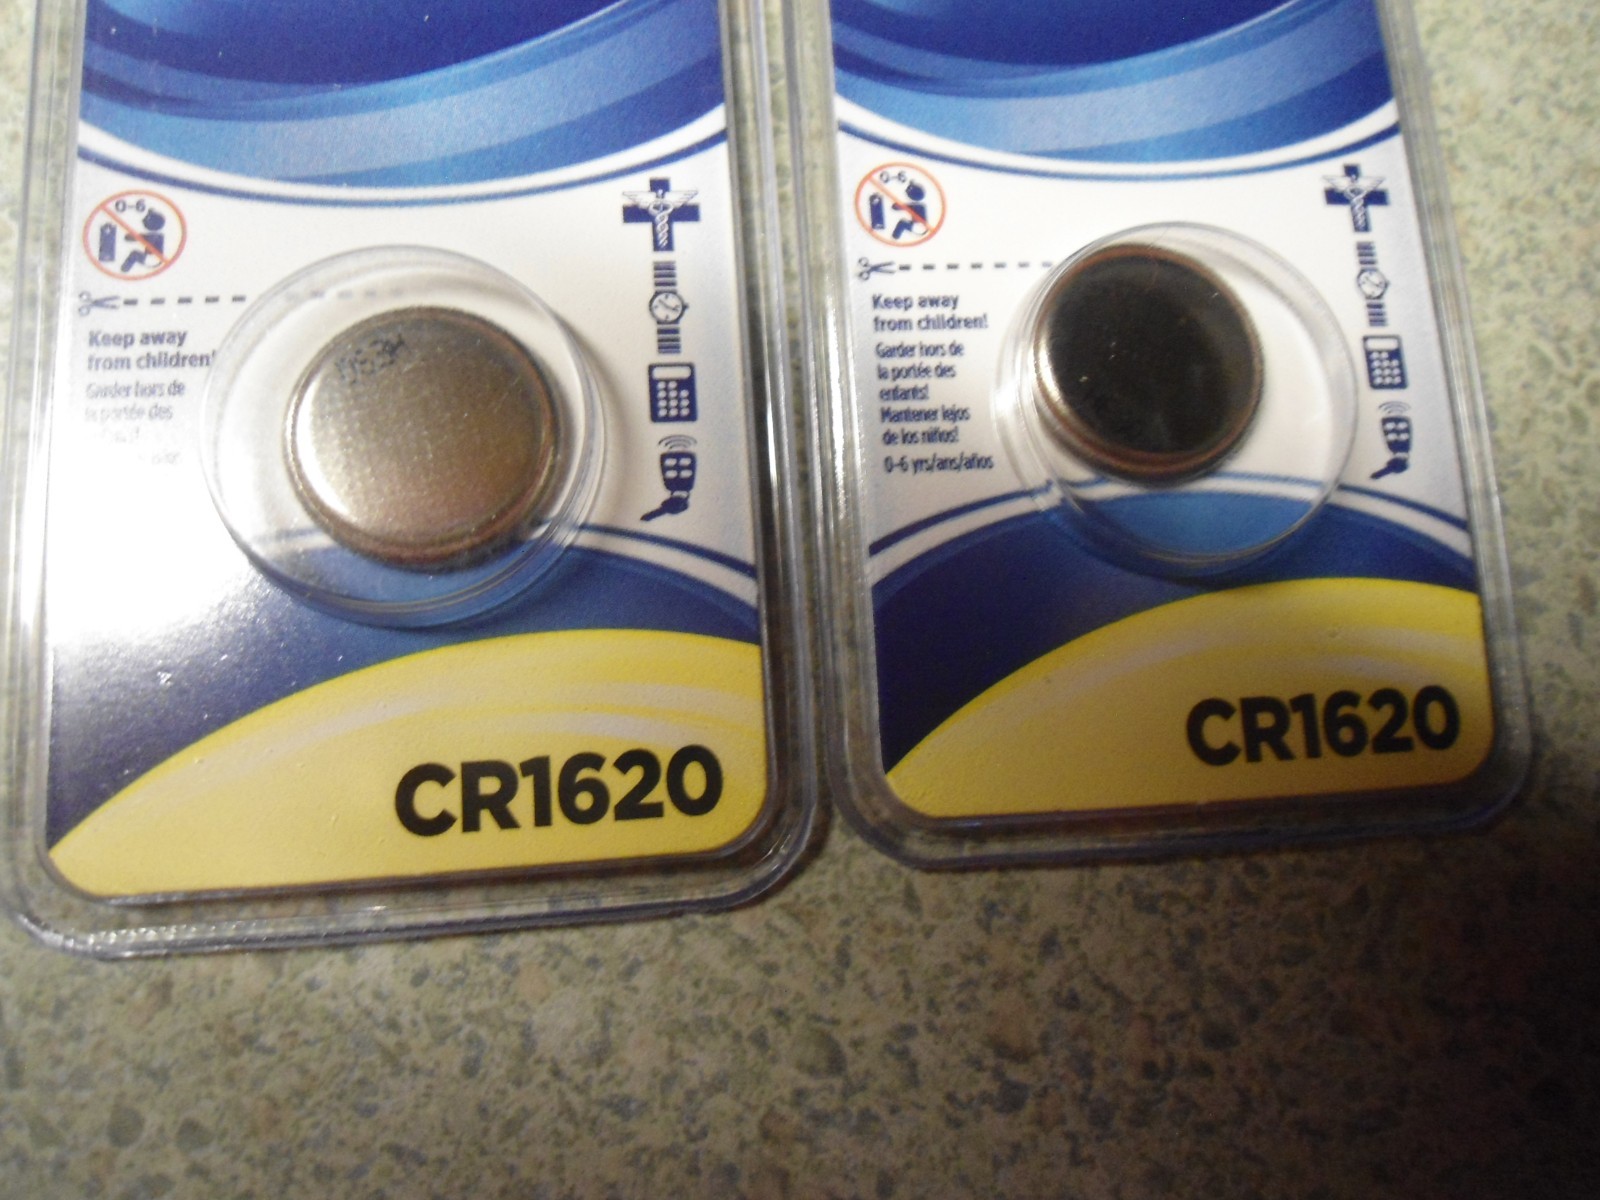 0-6
Keep away
from children!
Garder hors de
la portée des
CR1620
0-6
Keep away
from children!
Garder hors de
la portée des
enfants!
Mantener lejos
de los niños!
0-6 yrs/ans/años
CR1620